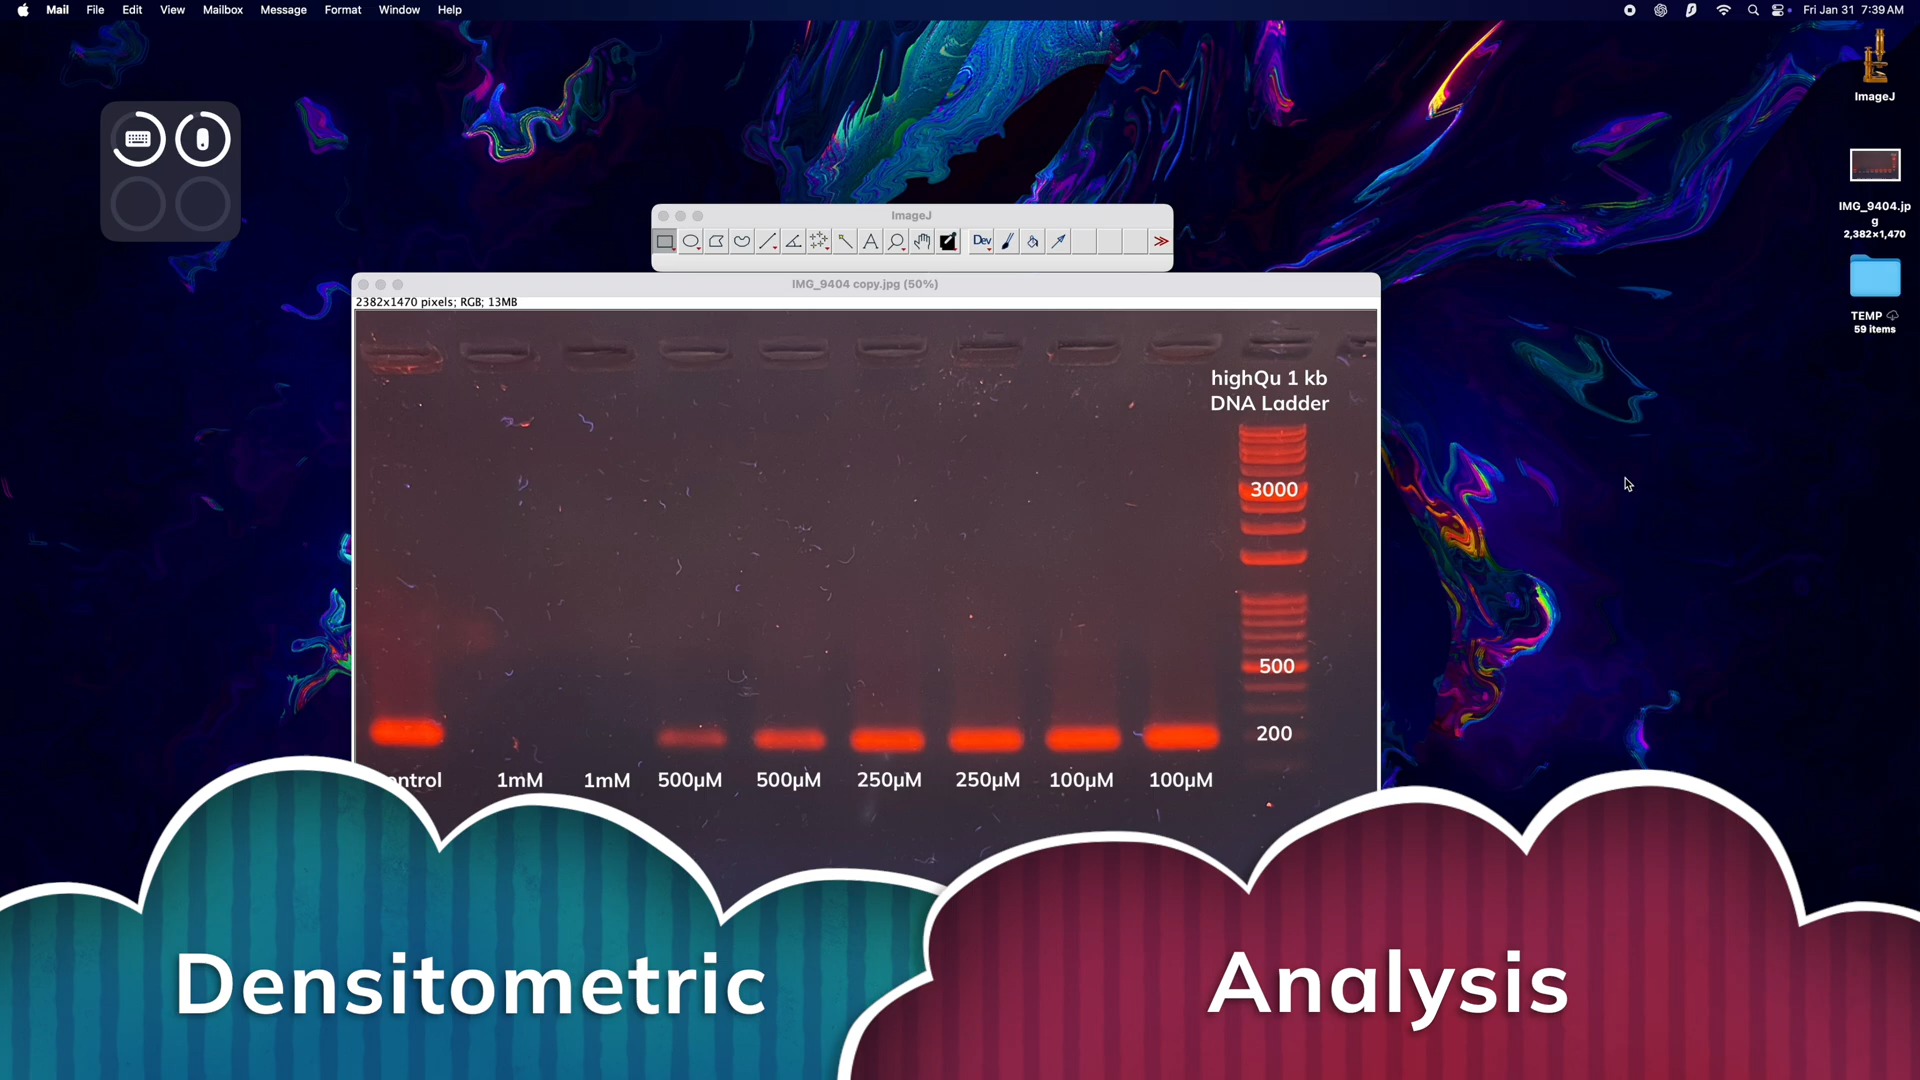 Mail File Edit View Mailbox Message Format Window Help
Fri Jan 31 7:39 AM
ImageJ
IMG_9404.jp
g
2,382×1,470
TEMP
59 items
ImageJ
Dev
IMG_9404 copy.jpg (50%)
2382x1470 pixels; RGB; 13MB
highQu 1 kb
DNA Ladder
3000
500
200
ontrol 1mM 1mM 500µM 500µM 250µM 250µM 100µM 100µM
Densitometric
Analysis